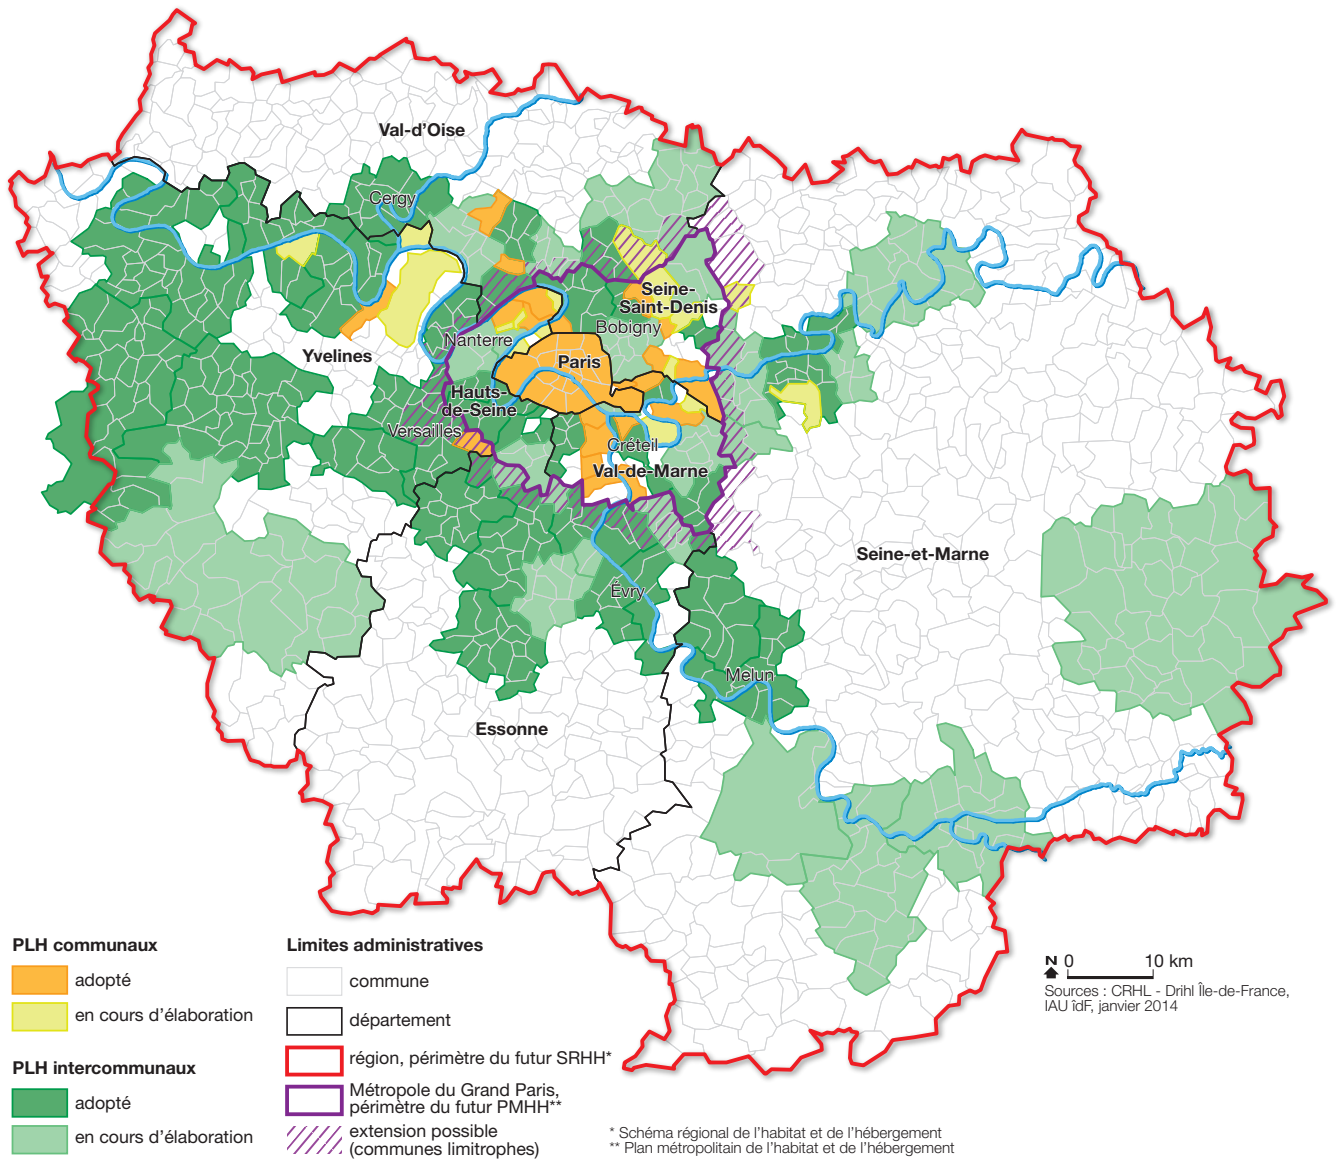 Val-d'Oise
Cergy
Seine-
Saint-Denis
Bobigny
Nanterre
Paris
Yvelines
Hauts-
de-Seine
Versailles
Créteil
Val-de-Marne
Seine-et-Marne
Évry
Melun
Essonne
PLH communaux
adopté
en cours d'élaboration
PLH intercommunaux
adopté
en cours d'élaboration
Limites administratives
commune
département
région, périmètre du futur SRHH*
Métropole du Grand Paris,
périmètre du futur PMHH**
extension possible
(communes limitrophes)
N 0 10 km
Sources : CRHL - Drihl Île-de-France,
IAU îdF, janvier 2014
* Schéma régional de l'habitat et de l'hébergement
** Plan métropolitain de l'habitat et de l'hébergement